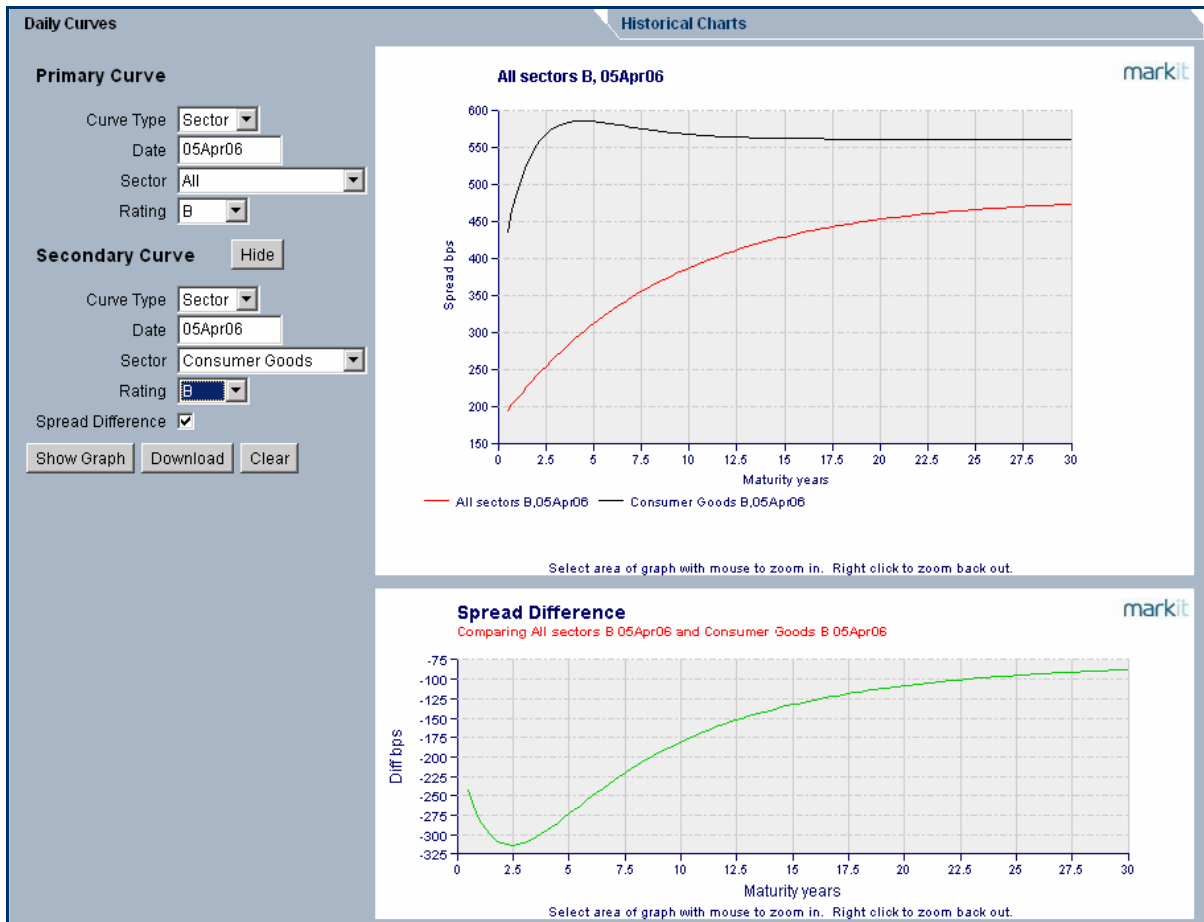 Daily Curves
Historical Charts
Primary Curve
Curve Type Sector
Date 05Apr06
Sector All
Rating B
Secondary Curve Hide
Curve Type Sector
Date 05Apr06
Sector Consumer Goods
Rating B
Spread Difference
Show Graph Download Clear
All sectors B, 05Apr06
markit
600
550
500
450
400
350
300
250
200
150
Spread bps
0 2.5 5 7.5 10 12.5 15 17.5 20 22.5 25 27.5 30
Maturity years
All sectors B,05Apr06 Consumer Goods B,05Apr06
Select area of graph with mouse to zoom in. Right click to zoom back out.
Spread Difference
markit
Comparing All sectors B 05Apr06 and Consumer Goods B 05Apr06
-75
-100
-125
-150
-175
-200
-225
-250
-275
-300
-325
Diff bps
0 2.5 5 7.5 10 12.5 15 17.5 20 22.5 25 27.5 30
Maturity years
Select area of graph with mouse to zoom in. Right click to zoom back out.